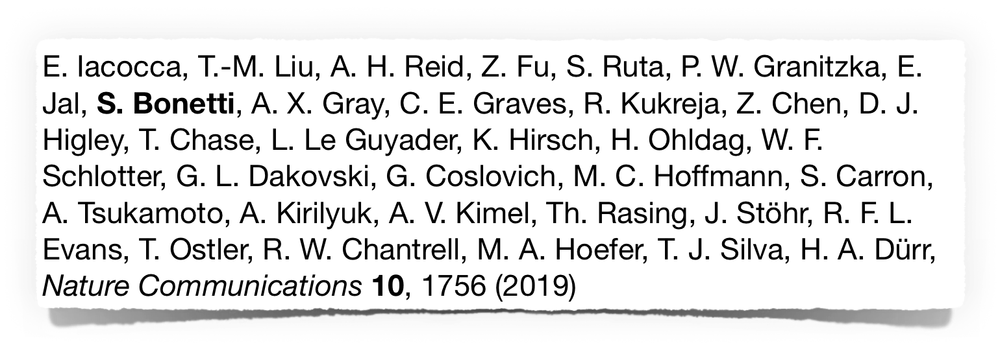 E. Iacocca, T.-M. Liu, A. H. Reid, Z. Fu, S. Ruta, P. W. Granitzka, E.
Jal, S. Bonetti, A. X. Gray, C. E. Graves, R. Kukreja, Z. Chen, D. J.
Higley, T. Chase, L. Le Guyader, K. Hirsch, H. Ohldag, W. F.
Schlotter, G. L. Dakovski, G. Coslovich, M. C. Hoffmann, S. Carron,
A. Tsukamoto, A. Kirilyuk, A. V. Kimel, Th. Rasing, J. Stöhr, R. F. L.
Evans, T. Ostler, R. W. Chantrell, M. A. Hoefer, T. J. Silva, H. A. Dürr,
Nature Communications 10, 1756 (2019)